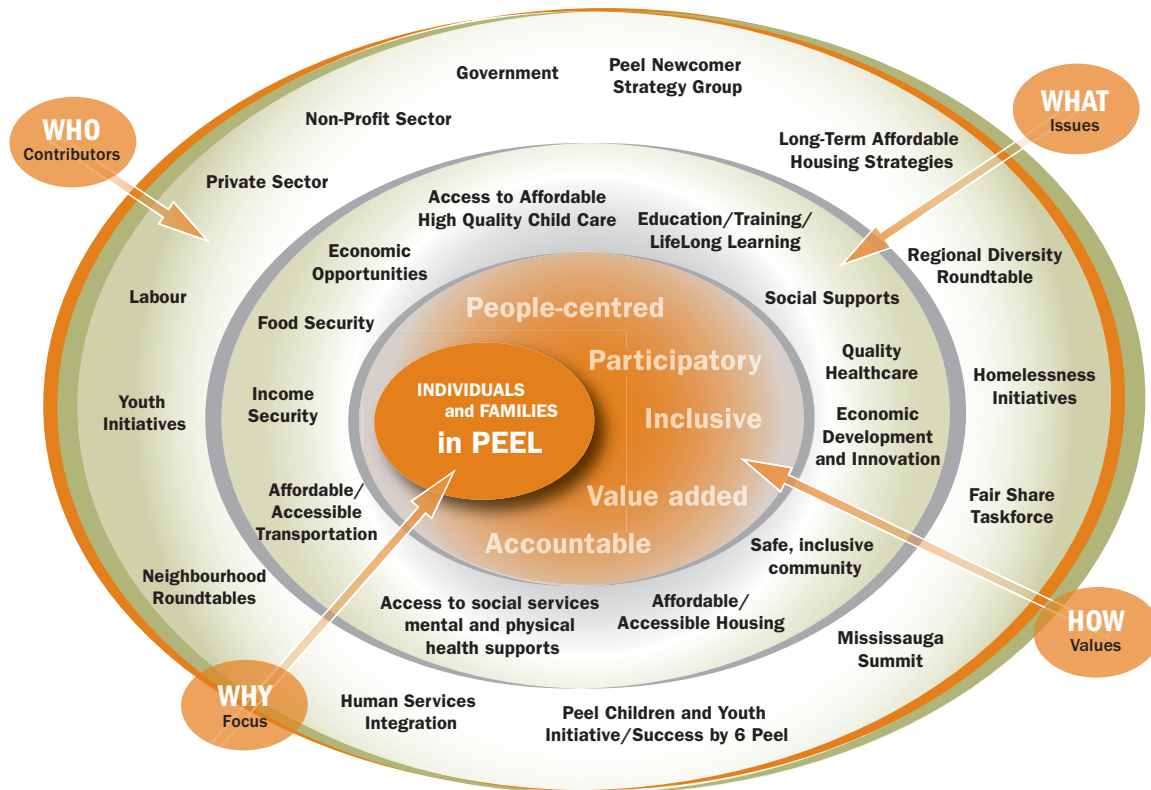 Government
Peel Newcomer
Strategy Group
WHO
Contributors
Non-Profit Sector
WHAT
Issues
Long-Term Affordable
Housing Strategies
Private Sector
Access to Affordable
High Quality Child Care
Education/Training/
LifeLong Learning
Economic
Opportunities
Regional Diversity
Roundtable
Labour
Food Security
People-centred
Social Supports
Participatory
Quality
Healthcare
Homelessness
Initiatives
Youth
Initiatives
Income
Security
INDIVIDUALS
and FAMILIES
in PEEL
Inclusive
Economic
Development
and Innovation
Affordable/
Accessible
Transportation
Value added
Accountable
Fair Share
Taskforce
Safe, inclusive
community
Neighbourhood
Roundtables
Access to social services
mental and physical
health supports
Affordable/
Accessible Housing
HOW
Values
Mississauga
Summit
WHY
Focus
Human Services
Integration
Peel Children and Youth
Initiative/Success by 6 Peel